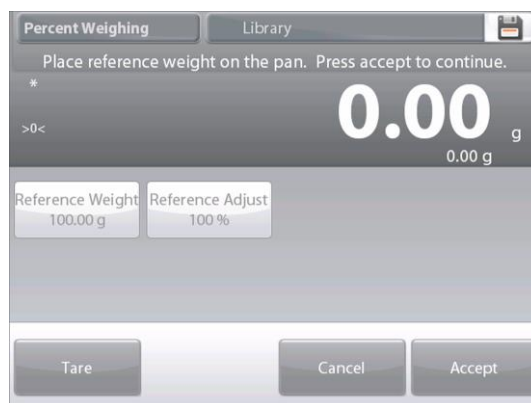 Percent Weighing Library
Place reference weight on the pan. Press accept to continue.
*
0.00 g
>0<
0.00 g
Reference Weight Reference Adjust
100.00 g 100 %
Tare Cancel Accept